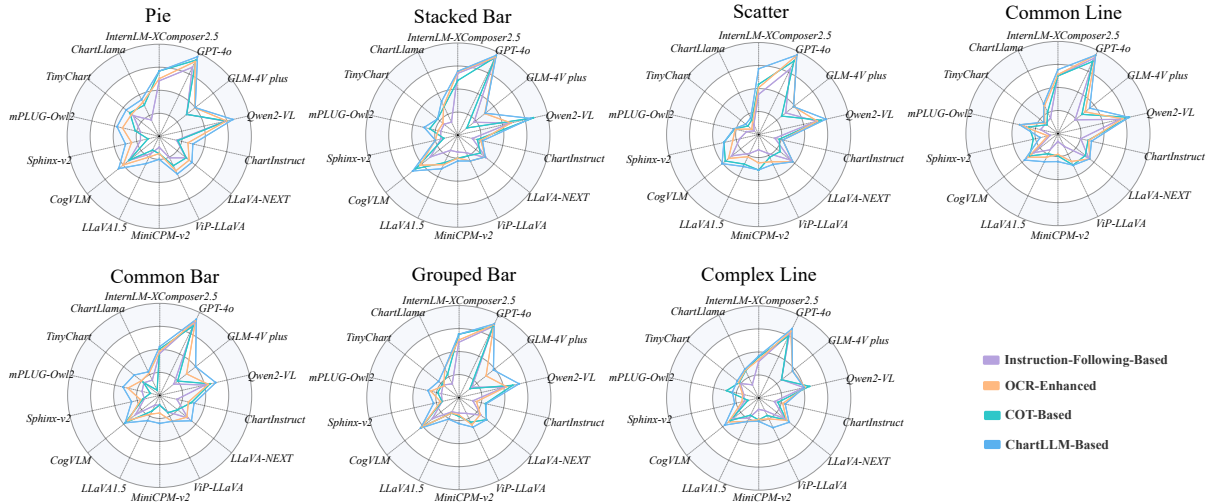 Pie
InternLM-XComposer2.5
GPT-4o
GLM-4V plus
Qwen2-VL
ChartInstruct
LLaVA-NEXT
ViP-LLaVA
MiniCPM-v2
LLaVA1.5
CogVLM
Sphinx-v2
mPLUG-Owl2
TinyChart
ChartLlama
Stacked Bar
InternLM-XComposer2.5
GPT-4o
GLM-4V plus
Qwen2-VL
ChartInstruct
LLaVA-NEXT
ViP-LLaVA
MiniCPM-v2
LLaVA1.5
CogVLM
Sphinx-v2
mPLUG-Owl2
TinyChart
ChartLlama
Scatter
InternLM-XComposer2.5
GPT-4o
GLM-4V plus
Qwen2-VL
ChartInstruct
LLaVA-NEXT
ViP-LLaVA
MiniCPM-v2
LLaVA1.5
CogVLM
Sphinx-v2
mPLUG-Owl2
TinyChart
ChartLlama
Common Line
InternLM-XComposer2.5
GPT-4o
GLM-4V plus
Qwen2-VL
ChartInstruct
LLaVA-NEXT
ViP-LLaVA
MiniCPM-v2
LLaVA1.5
CogVLM
Sphinx-v2
mPLUG-Owl2
TinyChart
ChartLlama
Common Bar
InternLM-XComposer2.5
GPT-4o
GLM-4V plus
Qwen2-VL
ChartInstruct
LLaVA-NEXT
ViP-LLaVA
MiniCPM-v2
LLaVA1.5
CogVLM
Sphinx-v2
mPLUG-Owl2
TinyChart
ChartLlama
Grouped Bar
InternLM-XComposer2.5
GPT-4o
GLM-4V plus
Qwen2-VL
ChartInstruct
LLaVA-NEXT
ViP-LLaVA
MiniCPM-v2
LLaVA1.5
CogVLM
Sphinx-v2
mPLUG-Owl2
TinyChart
ChartLlama
Complex Line
InternLM-XComposer2.5
GPT-4o
GLM-4V plus
Qwen2-VL
ChartInstruct
LLaVA-NEXT
ViP-LLaVA
MiniCPM-v2
LLaVA1.5
CogVLM
Sphinx-v2
mPLUG-Owl2
TinyChart
ChartLlama
Instruction-Following-Based
OCR-Enhanced
COT-Based
ChartLLM-Based